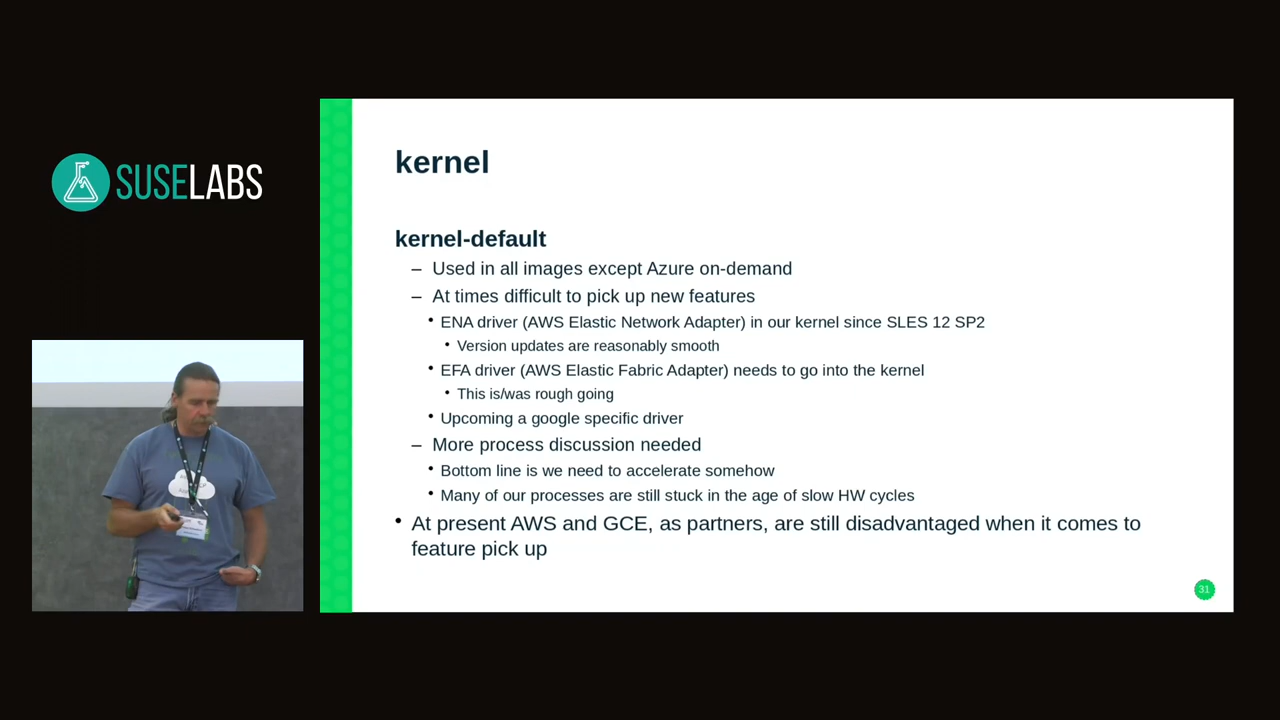 SUSELABS
kernel
kernel-default
– Used in all images except Azure on-demand
– At times difficult to pick up new features
• ENA driver (AWS Elastic Network Adapter) in our kernel since SLES 12 SP2
• Version updates are reasonably smooth
• EFA driver (AWS Elastic Fabric Adapter) needs to go into the kernel
• This is/was rough going
• Upcoming a google specific driver
– More process discussion needed
• Bottom line is we need to accelerate somehow
• Many of our processes are still stuck in the age of slow HW cycles
• At present AWS and GCE, as partners, are still disadvantaged when it comes to
feature pick up
31